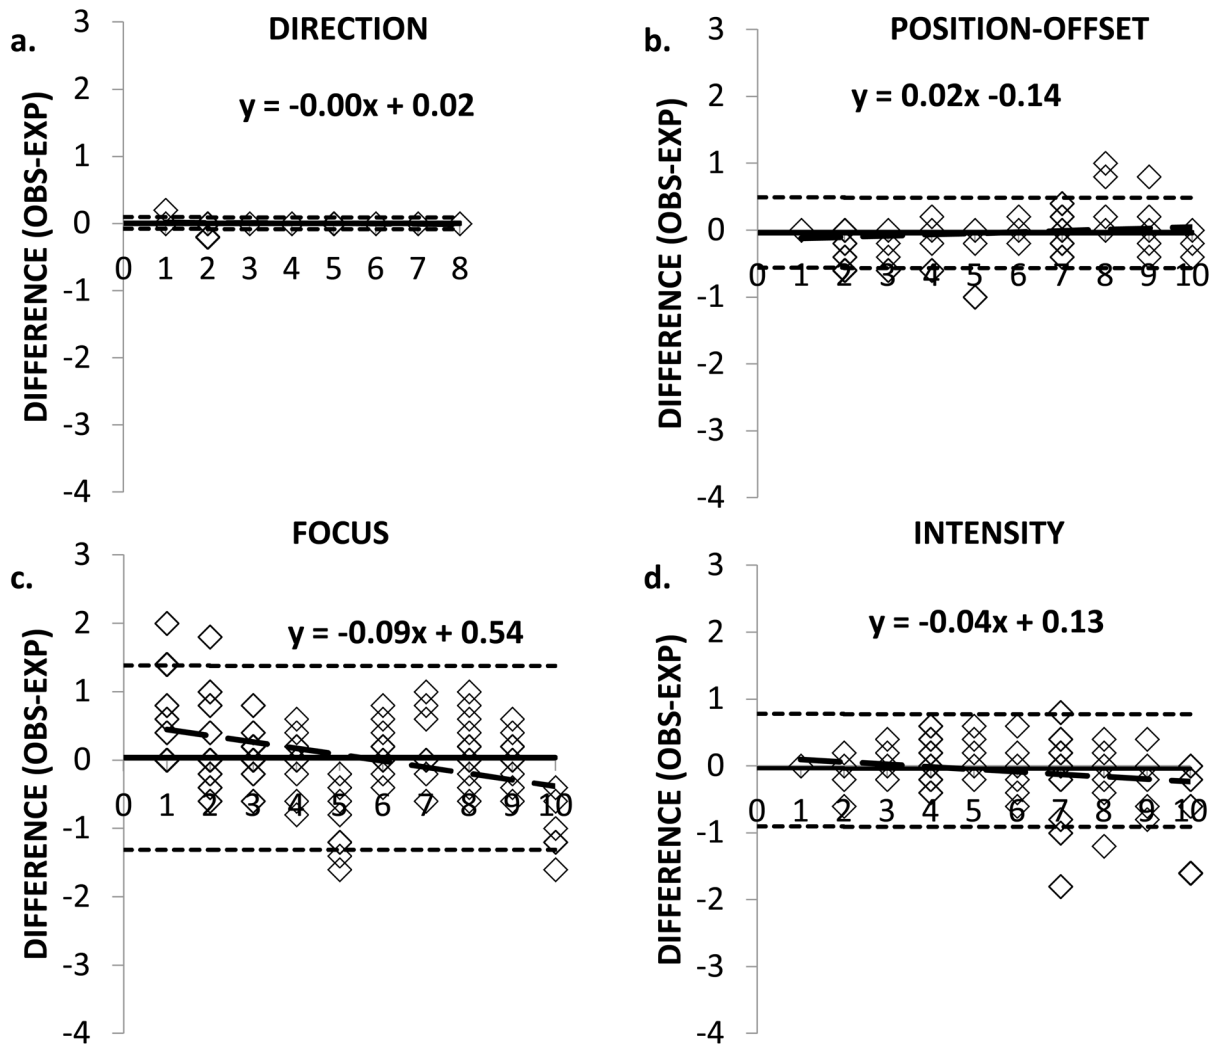 a.
DIRECTION
y = -0.00x + 0.02
DIFFERENCE (OBS-EXP)
3
2
1
0
-1
-2
-3
-4
0 1 2 3 4 5 6 7 8
b.
POSITION-OFFSET
y = 0.02x -0.14
DIFFERENCE (OBS-EXP)
3
2
1
0
-1
-2
-3
-4
0 1 2 3 4 5 6 7 8 9 10
c.
FOCUS
y = -0.09x + 0.54
DIFFERENCE (OBS-EXP)
3
2
1
0
-1
-2
-3
-4
0 1 2 3 4 5 6 7 8 9 10
d.
INTENSITY
y = -0.04x + 0.13
DIFFERENCE (OBS-EXP)
3
2
1
0
-1
-2
-3
-4
0 1 2 3 4 5 6 7 8 9 10